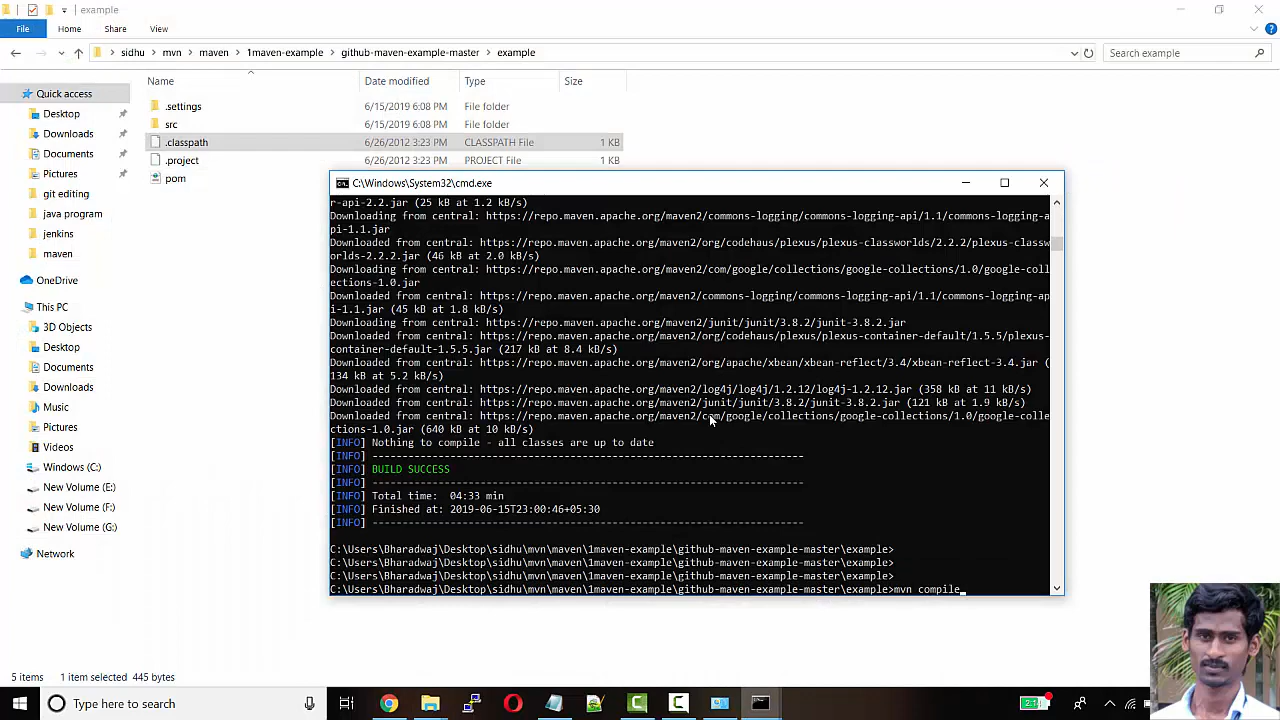 example
File Home Share View
sidhu mvn maven 1maven-example github-maven-example-master example
Search example
Name Date modified Type Size
Quick access
Desktop
Downloads
Documents
Pictures
git editing
java program
jenkins
maven
OneDrive
This PC
3D Objects
Desktop
Documents
Downloads
Music
Pictures
Videos
Windows (C:)
New Volume (E:)
New Volume (F:)
New Volume (G:)
Network
.settings 6/15/2019 6:08 PM File folder
src 6/15/2019 6:08 PM File folder
.classpath 6/26/2012 3:23 PM CLASSPATH File 1 KB
.project 6/26/2012 3:23 PM PROJECT File 1 KB
pom
C:\Windows\System32\cmd.exe
r-api-2.2.jar (25 kB at 1.2 kB/s)
Downloading from central: https://repo.maven.apache.org/maven2/commons-logging/commons-logging-api/1.1/commons-logging-a
pi-1.1.jar
Downloaded from central: https://repo.maven.apache.org/maven2/org/codehaus/plexus/plexus-classworlds/2.2.2/plexus-classw
orlds-2.2.2.jar (46 kB at 2.0 kB/s)
Downloading from central: https://repo.maven.apache.org/maven2/com/google/collections/google-collections/1.0/google-coll
ections-1.0.jar
Downloaded from central: https://repo.maven.apache.org/maven2/commons-logging/commons-logging-api/1.1/commons-logging-ap
i-1.1.jar (45 kB at 1.8 kB/s)
Downloading from central: https://repo.maven.apache.org/maven2/junit/junit/3.8.2/junit-3.8.2.jar
Downloaded from central: https://repo.maven.apache.org/maven2/org/codehaus/plexus/plexus-container-default/1.5.5/plexus-
container-default-1.5.5.jar (217 kB at 8.4 kB/s)
Downloaded from central: https://repo.maven.apache.org/maven2/org/apache/xbean/xbean-reflect/3.4/xbean-reflect-3.4.jar (
134 kB at 5.2 kB/s)
Downloaded from central: https://repo.maven.apache.org/maven2/log4j/log4j/1.2.12/log4j-1.2.12.jar (358 kB at 11 kB/s)
Downloaded from central: https://repo.maven.apache.org/maven2/junit/junit/3.8.2/junit-3.8.2.jar (121 kB at 1.9 kB/s)
Downloaded from central: https://repo.maven.apache.org/maven2/com/google/collections/google-collections/1.0/google-colle
ctions-1.0.jar (640 kB at 10 kB/s)
[INFO] Nothing to compile - all classes are up to date
[INFO] ------------------------------------------------------------------------
[INFO] BUILD SUCCESS
[INFO] ------------------------------------------------------------------------
[INFO] Total time:  04:33 min
[INFO] Finished at: 2019-06-15T23:00:46+05:30
[INFO] ------------------------------------------------------------------------
C:\Users\Bharadwaj\Desktop\sidhu\mvn\maven\1maven-example\github-maven-example-master\example>
C:\Users\Bharadwaj\Desktop\sidhu\mvn\maven\1maven-example\github-maven-example-master\example>
C:\Users\Bharadwaj\Desktop\sidhu\mvn\maven\1maven-example\github-maven-example-master\example>
C:\Users\Bharadwaj\Desktop\sidhu\mvn\maven\1maven-example\github-maven-example-master\example>mvn compile
5 items 1 item selected 445 bytes
Type here to search